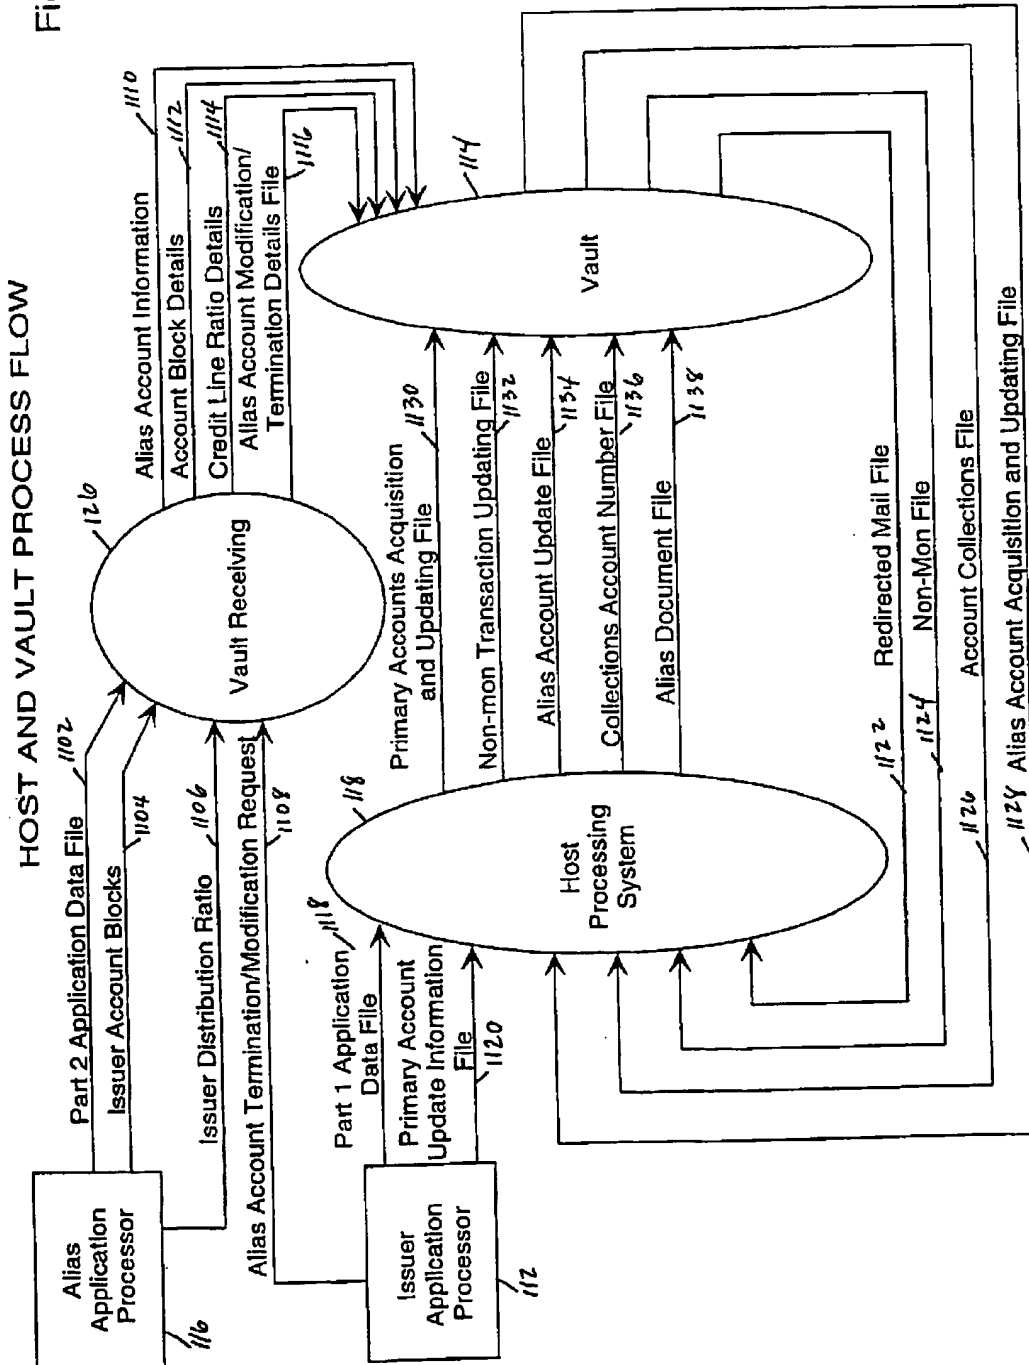 HOST AND VAULT PROCESS FLOW
Alias
Application
Processor
116
Part 2 Application Data File
1102
Issuer Account Blocks
1104
Issuer Distribution Ratio
1106
Alias Account Termination/Modification Request
1108
Vault Receiving
126
Alias Account Information
1110
Account Block Details
1112
Credit Line Ratio Details
1114
Alias Account Modification/
Termination Details File
1116
Issuer
Application
Processor
112
Part 1 Application
Data File
1118
Primary Account
Update Information
File
1120
Host
Processing
System
118
Primary Accounts Acquisition
and Updating File
1130
Non-mon Transaction Updating File
1132
Alias Account Update File
1134
Collections Account Number File
1136
Alias Document File
1138
Vault
114
Redirected Mail File
1122
Non-Mon File
1124
Account Collections File
1126
Alias Account Acquisition and Updating File
1128